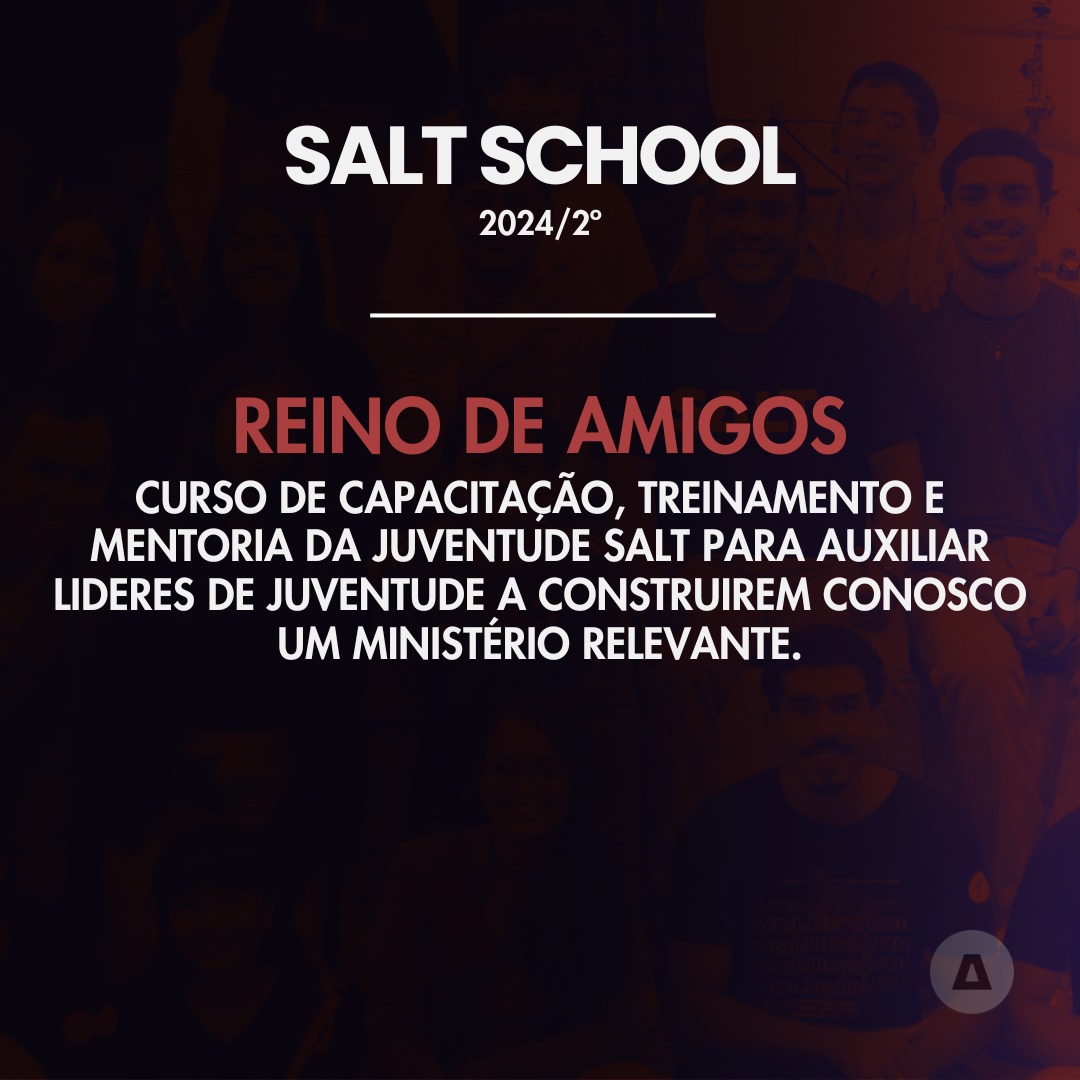 SALT SCHOOL
2024/2º
REINO DE AMIGOS
CURSO DE CAPACITAÇÃO, TREINAMENTO E
MENTORIA DA JUVENTUDE SALT PARA AUXILIAR
LIDERES DE JUVENTUDE A CONSTRUIREM CONOSCO
UM MINISTÉRIO RELEVANTE.